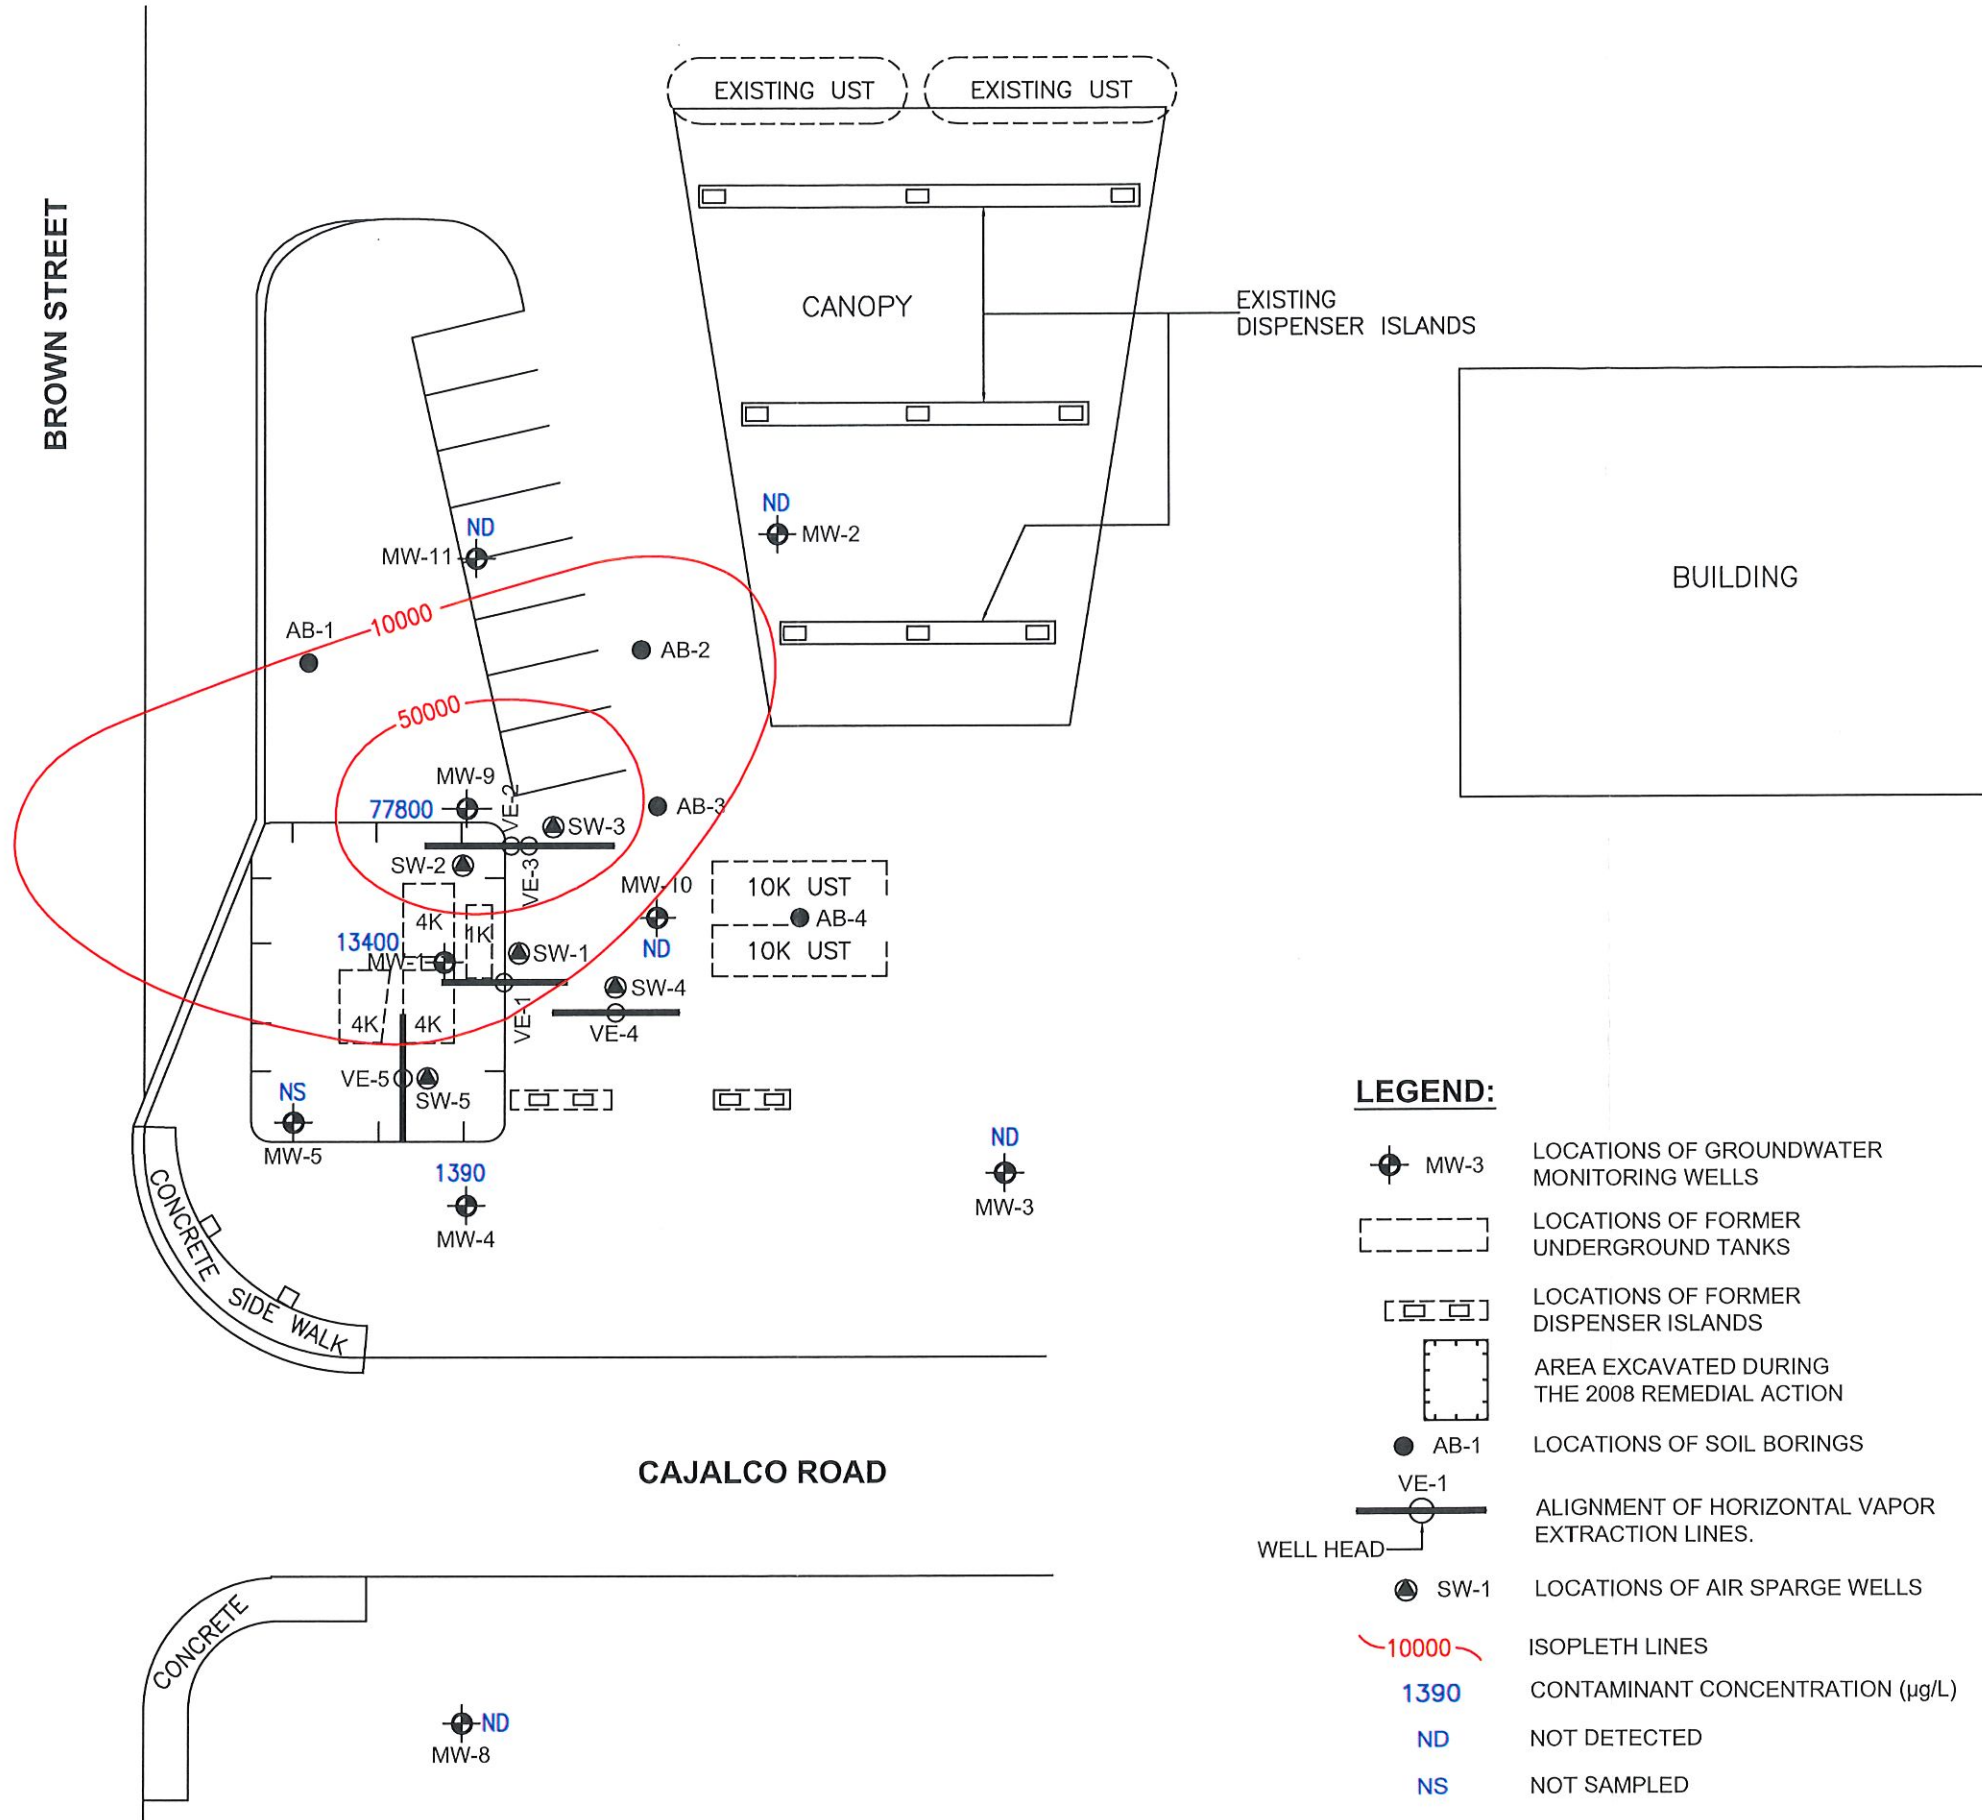 EXISTING UST
EXISTING UST
BROWN STREET
CANOPY
EXISTING
DISPENSER ISLANDS
BUILDING
ND
MW-2
ND
MW-11
10000
AB-1
AB-2
50000
MW-9
77800
VE-2
SW-3
AB-3
SW-2
VE-3
MW-10
ND
10K UST
AB-4
10K UST
4K
1K
13400
MW-1
SW-1
SW-4
VE-1
VE-4
4K
4K
VE-5
SW-5
NS
MW-5
1390
MW-4
ND
MW-3
CONCRETE SIDE WALK
CAJALCO ROAD
CONCRETE
ND
MW-8
LEGEND:
MW-3
LOCATIONS OF GROUNDWATER
MONITORING WELLS
LOCATIONS OF FORMER
UNDERGROUND TANKS
LOCATIONS OF FORMER
DISPENSER ISLANDS
AREA EXCAVATED DURING
THE 2008 REMEDIAL ACTION
AB-1
LOCATIONS OF SOIL BORINGS
VE-1
WELL HEAD
ALIGNMENT OF HORIZONTAL VAPOR
EXTRACTION LINES.
SW-1
LOCATIONS OF AIR SPARGE WELLS
10000
ISOPLETH LINES
1390
CONTAMINANT CONCENTRATION (µg/L)
ND
NOT DETECTED
NS
NOT SAMPLED